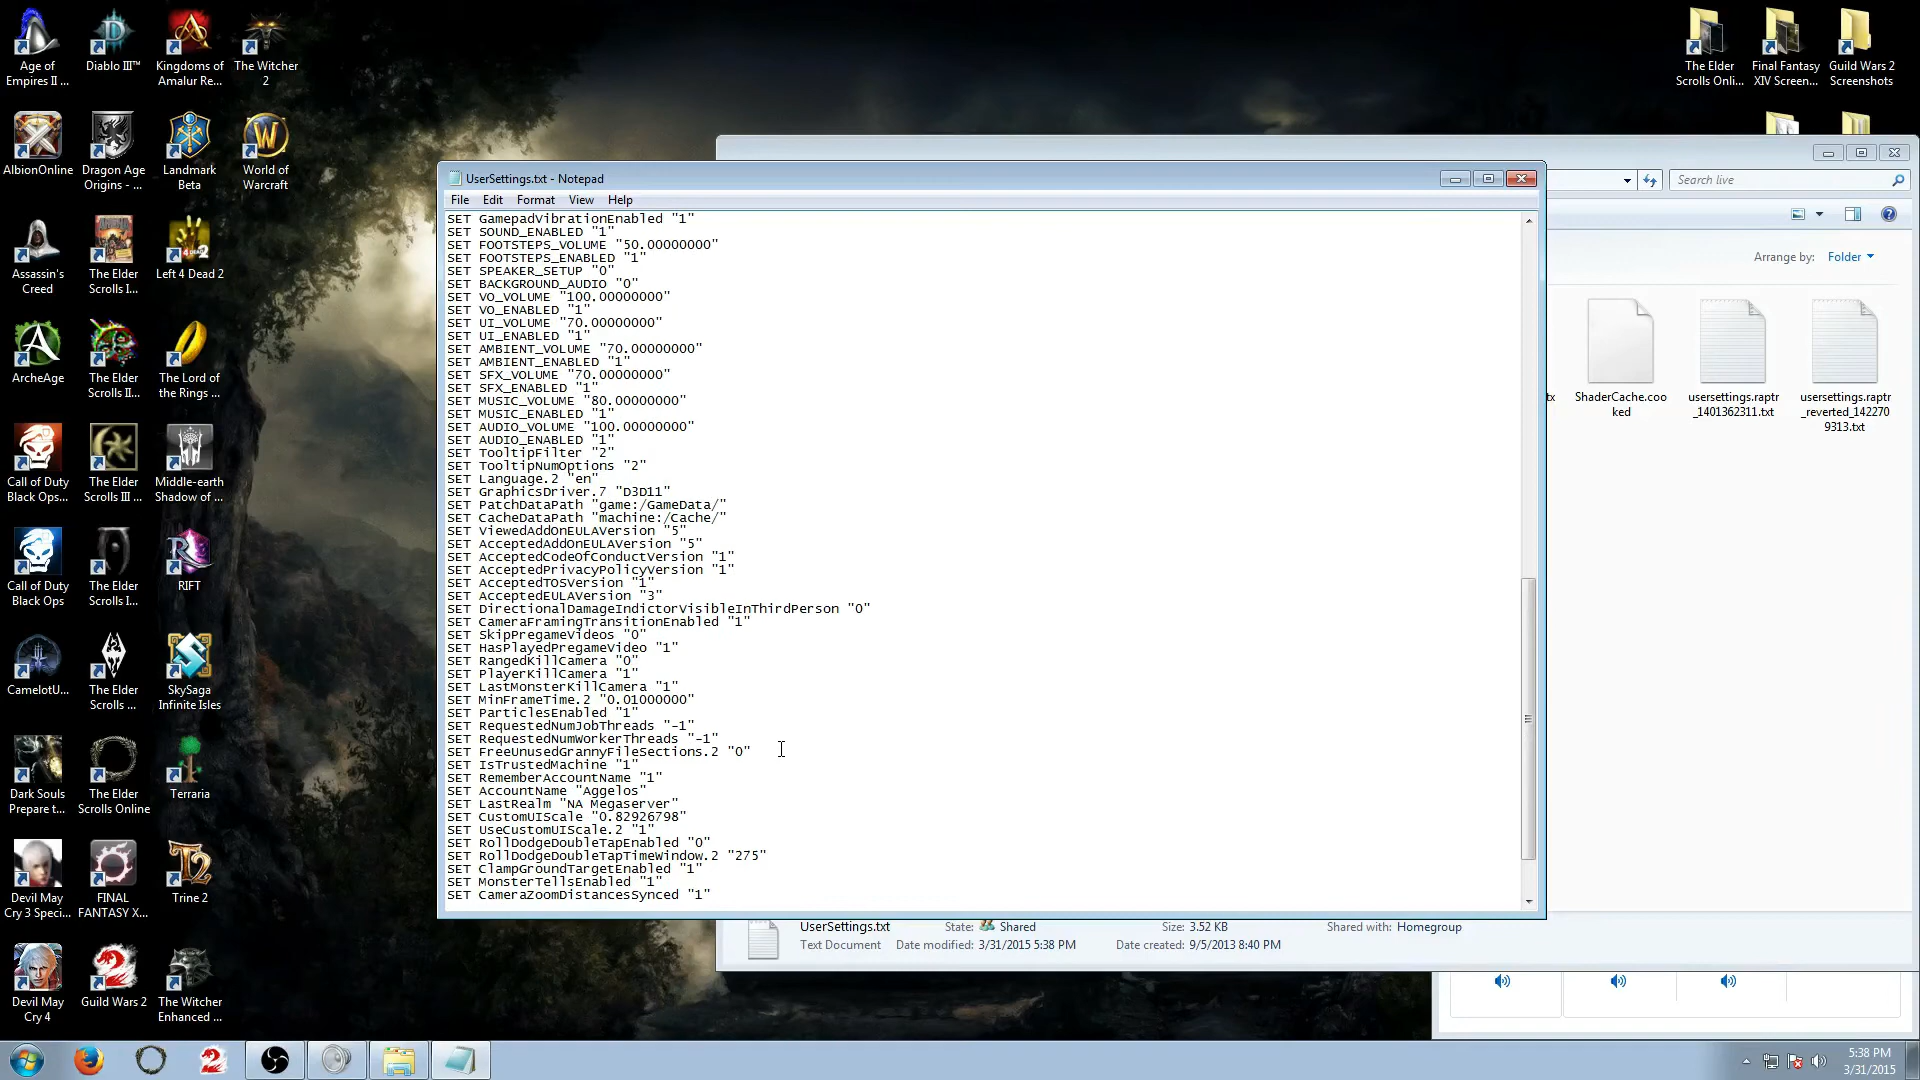 Age of
Empires II ...
Diablo III™
Kingdoms of
Amalur Re...
The Witcher
2
The Elder
Scrolls Onli...
Final Fantasy
XIV Screen...
Guild Wars 2
Screenshots
AlbionOnline
Dragon Age
Origins - ...
Landmark
Beta
World of
Warcraft
Assassin's
Creed
The Elder
Scrolls I...
Left 4 Dead 2
ArcheAge
The Elder
Scrolls II...
The Lord of
the Rings ...
Call of Duty
Black Ops...
The Elder
Scrolls III ...
Middle-earth
Shadow of ...
Call of Duty
Black Ops
The Elder
Scrolls I...
RIFT
CamelotU...
The Elder
Scrolls ...
SkySaga
Infinite Isles
Dark Souls
Prepare t...
The Elder
Scrolls Online
Terraria
Devil May
Cry 3 Speci...
FINAL
FANTASY X...
Trine 2
Devil May
Cry 4
Guild Wars 2
The Witcher
Enhanced ...
UserSettings.txt - Notepad
File Edit Format View Help
SET GamepadVibrationEnabled "1"
SET SOUND_ENABLED "1"
SET FOOTSTEPS_VOLUME "50.00000000"
SET FOOTSTEPS_ENABLED "1"
SET SPEAKER_SETUP "0"
SET BACKGROUND_AUDIO "0"
SET VO_VOLUME "100.00000000"
SET VO_ENABLED "1"
SET UI_VOLUME "70.00000000"
SET UI_ENABLED "1"
SET AMBIENT_VOLUME "70.00000000"
SET AMBIENT_ENABLED "1"
SET SFX_VOLUME "70.00000000"
SET SFX_ENABLED "1"
SET MUSIC_VOLUME "80.00000000"
SET MUSIC_ENABLED "1"
SET AUDIO_VOLUME "100.00000000"
SET AUDIO_ENABLED "1"
SET TooltipFilter "2"
SET TooltipNumOptions "2"
SET Language.2 "en"
SET GraphicsDriver.7 "D3D11"
SET PatchDataPath "game:/GameData/"
SET CacheDataPath "machine:/Cache/"
SET ViewedAddOnEULAVersion "5"
SET AcceptedAddOnEULAVersion "5"
SET AcceptedCodeOfConductVersion "1"
SET AcceptedPrivacyPolicyVersion "1"
SET AcceptedTOSVersion "1"
SET AcceptedEULAVersion "3"
SET DirectionalDamageIndictorVisibleInThirdPerson "0"
SET CameraFramingTransitionEnabled "1"
SET SkipPregameVideos "0"
SET HasPlayedPregameVideo "1"
SET RangedKillCamera "0"
SET PlayerKillCamera "1"
SET LastMonsterKillCamera "1"
SET MinFrameTime.2 "0.01000000"
SET ParticlesEnabled "1"
SET RequestedNumJobThreads "-1"
SET RequestedNumWorkerThreads "-1"
SET FreeUnusedGrannyFileSections.2 "0"
SET IsTrustedMachine "1"
SET RememberAccountName "1"
SET AccountName "Aggelos"
SET LastRealm "NA Megaserver"
SET CustomUIScale "0.82926798"
SET UseCustomUIScale.2 "1"
SET RollDodgeDoubleTapEnabled "0"
SET RollDodgeDoubleTapTimeWindow.2 "275"
SET ClampGroundTargetEnabled "1"
SET MonsterTellsEnabled "1"
SET CameraZoomDistancesSynced "1"
Search live
Arrange by: Folder
tx
ShaderCache.coo
ked
usersettings.raptr
_1401362311.txt
usersettings.raptr
_reverted_142270
9313.txt
UserSettings.txt State: Shared Size: 3.52 KB Shared with: Homegroup
Text Document Date modified: 3/31/2015 5:38 PM Date created: 9/5/2013 8:40 PM
5:38 PM
3/31/2015